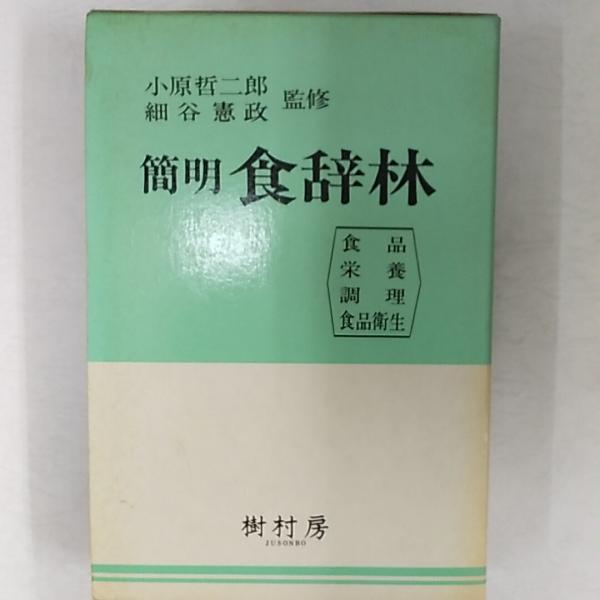 小原哲二郎
細谷憲政 監修
簡明 食辞林
食品
栄養
調理
食品衛生
樹村房
JUSONBO